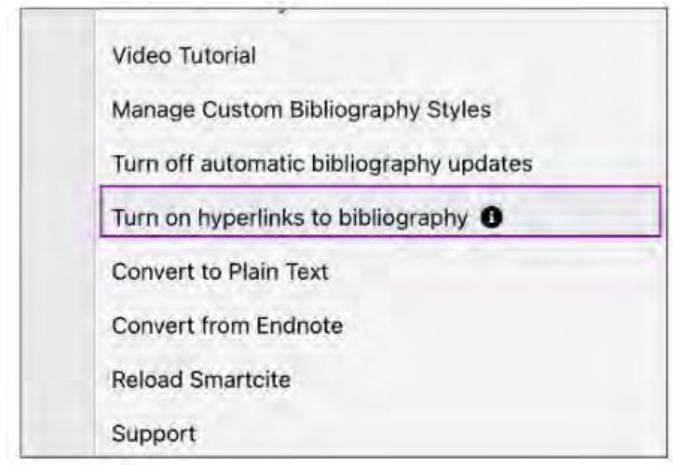 Video Tutorial
Manage Custom Bibliography Styles
Turn off automatic bibliography updates
Turn on hyperlinks to bibliography
Convert to Plain Text
Convert from Endnote
Reload Smartcite
Support